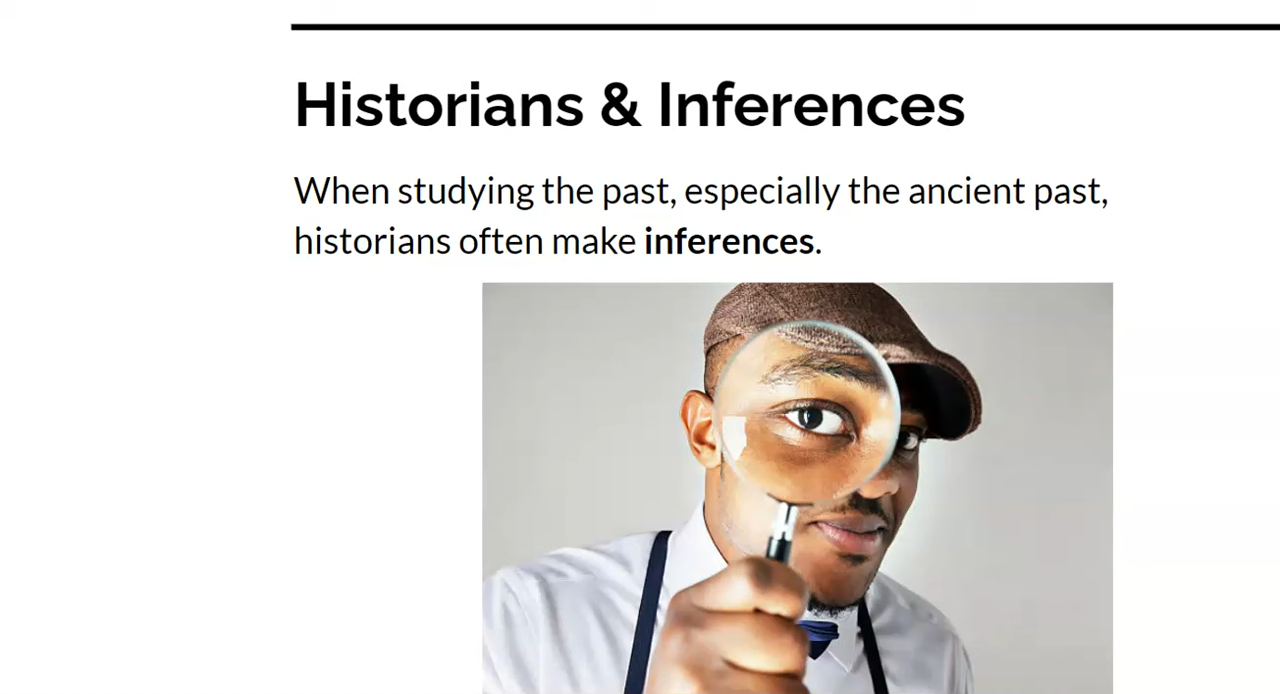 Historians & Inferences
When studying the past, especially the ancient past,
historians often make inferences.